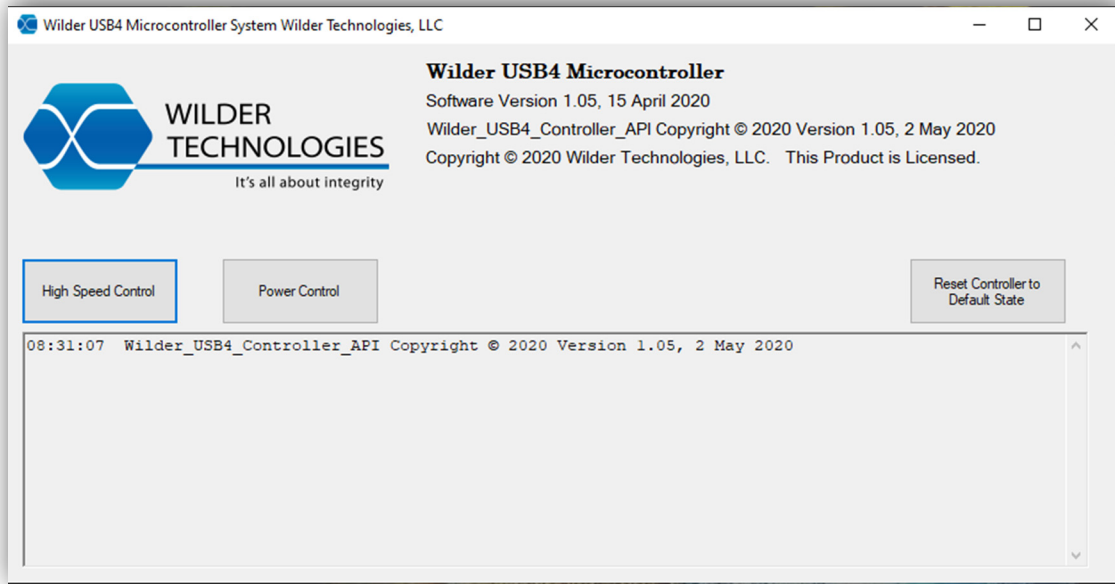 Wilder USB4 Microcontroller System Wilder Technologies, LLC
WILDER
TECHNOLOGIES
It's all about integrity
Wilder USB4 Microcontroller
Software Version 1.05, 15 April 2020
Wilder_USB4_Controller_API Copyright © 2020 Version 1.05, 2 May 2020
Copyright © 2020 Wilder Technologies, LLC. This Product is Licensed.
High Speed Control
Power Control
Reset Controller to
Default State
08:31:07 Wilder_USB4_Controller_API Copyright © 2020 Version 1.05, 2 May 2020